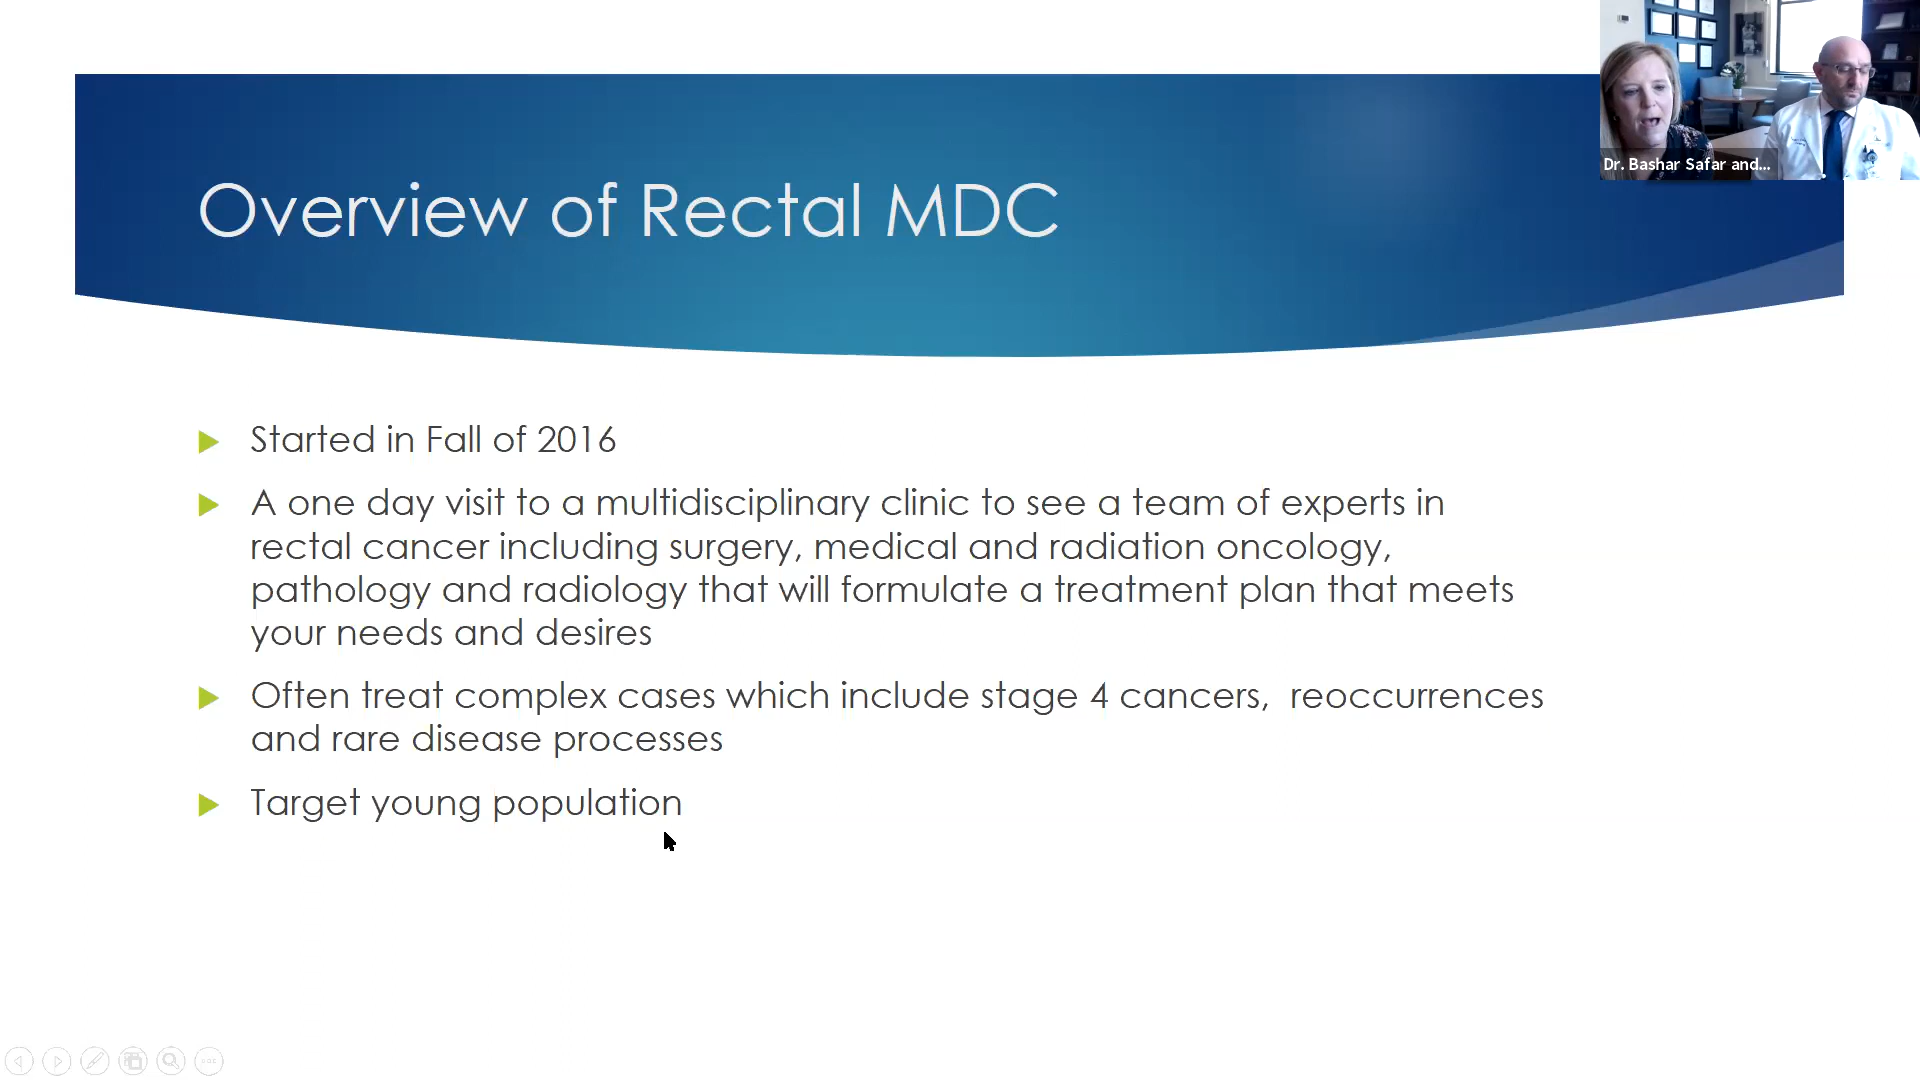 Dr. Bashar Safar and...
Overview of Rectal MDC
Started in Fall of 2016
A one day visit to a multidisciplinary clinic to see a team of experts in
rectal cancer including surgery, medical and radiation oncology,
pathology and radiology that will formulate a treatment plan that meets
your needs and desires
Often treat complex cases which include stage 4 cancers,  reoccurrences
and rare disease processes
Target young population